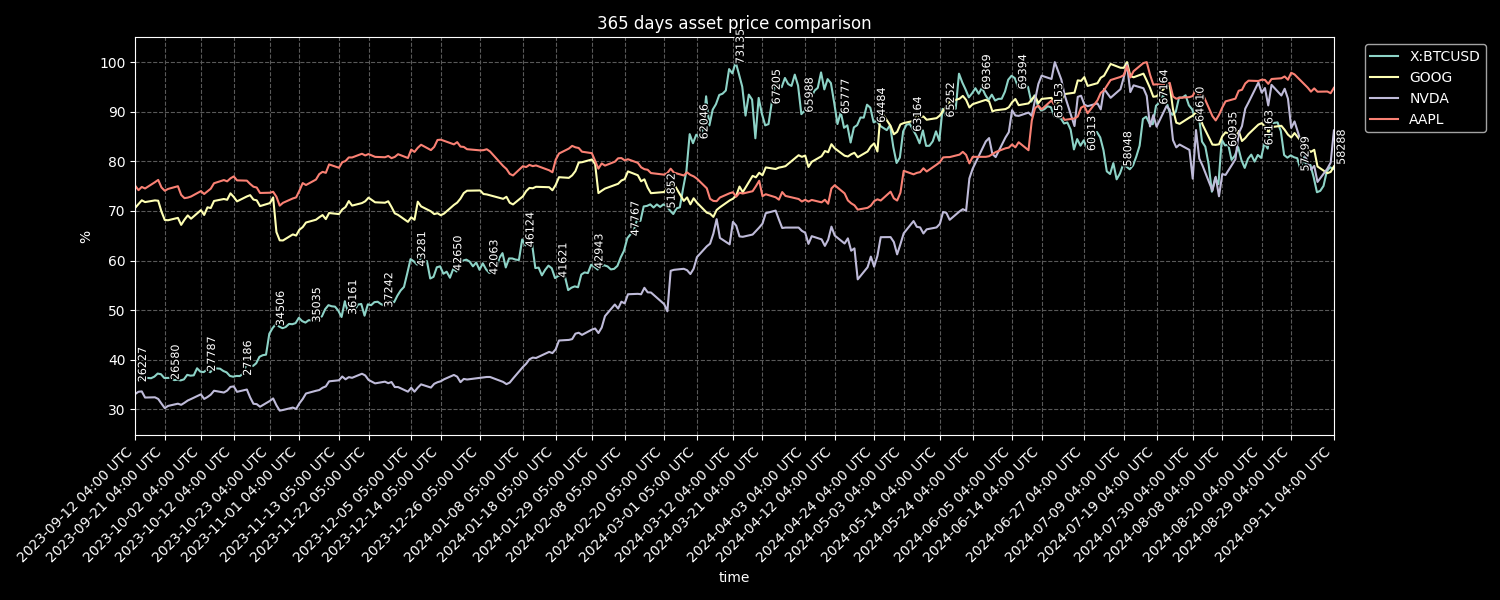 365 days asset price comparison
X:BTCUSD
GOOG
NVDA
AAPL
%
100
90
80
70
60
50
40
30
26227
26580
27787
27186
34506
35035
36161
37242
43281
42650
42063
46124
41621
42943
47767
51852
62046
73135
67205
65988
65777
64484
63164
65252
69369
69394
65153
60313
58048
67164
64610
60935
61163
57299
58288
2023-09-12 04:00 UTC
2023-09-21 04:00 UTC
2023-10-02 04:00 UTC
2023-10-12 04:00 UTC
2023-10-23 04:00 UTC
2023-11-01 04:00 UTC
2023-11-13 05:00 UTC
2023-11-22 05:00 UTC
2023-12-05 05:00 UTC
2023-12-14 05:00 UTC
2023-12-26 05:00 UTC
2024-01-08 05:00 UTC
2024-01-18 05:00 UTC
2024-01-29 05:00 UTC
2024-02-08 05:00 UTC
2024-02-20 05:00 UTC
2024-03-01 05:00 UTC
2024-03-12 04:00 UTC
2024-03-21 04:00 UTC
2024-04-03 04:00 UTC
2024-04-12 04:00 UTC
2024-04-24 04:00 UTC
2024-05-03 04:00 UTC
2024-05-14 04:00 UTC
2024-05-24 04:00 UTC
2024-06-05 04:00 UTC
2024-06-14 04:00 UTC
2024-06-27 04:00 UTC
2024-07-09 04:00 UTC
2024-07-19 04:00 UTC
2024-07-30 04:00 UTC
2024-08-08 04:00 UTC
2024-08-20 04:00 UTC
2024-08-29 04:00 UTC
2024-09-11 04:00 UTC
time